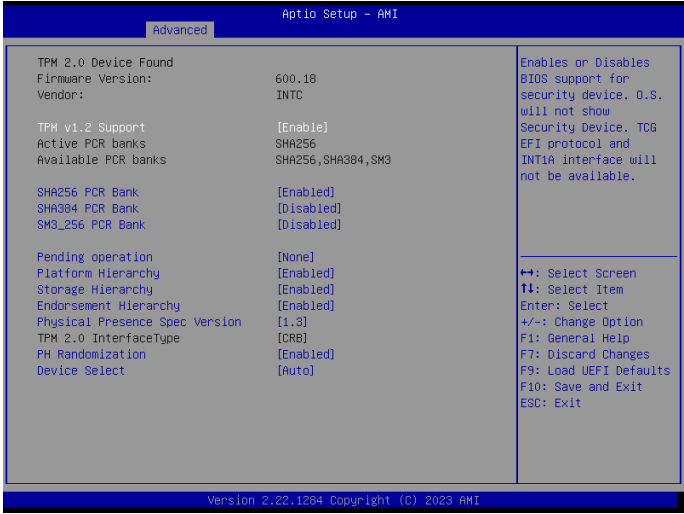 Aptio Setup - AMI
Advanced
TPM 2.0 Device Found
Firmware Version: 600.18
Vendor: INTC
TPM v1.2 Support [Enable]
Active PCR banks SHA256
Available PCR banks SHA256,SHA384,SM3
SHA256 PCR Bank [Enabled]
SHA384 PCR Bank [Disabled]
SM3_256 PCR Bank [Disabled]
Pending operation [None]
Platform Hierarchy [Enabled]
Storage Hierarchy [Enabled]
Endorsement Hierarchy [Enabled]
Physical Presence Spec Version [1.3]
TPM 2.0 InterfaceType [CRB]
PH Randomization [Enabled]
Device Select [Auto]
Enables or Disables
BIOS support for
security device. O.S.
will not show
Security Device. TCG
EFI protocol and
INT1A interface will
not be available.
↔: Select Screen
↑↓: Select Item
Enter: Select
+/-: Change Option
F1: General Help
F7: Discard Changes
F9: Load UEFI Defaults
F10: Save and Exit
ESC: Exit
Version 2.22.1284 Copyright (C) 2023 AMI